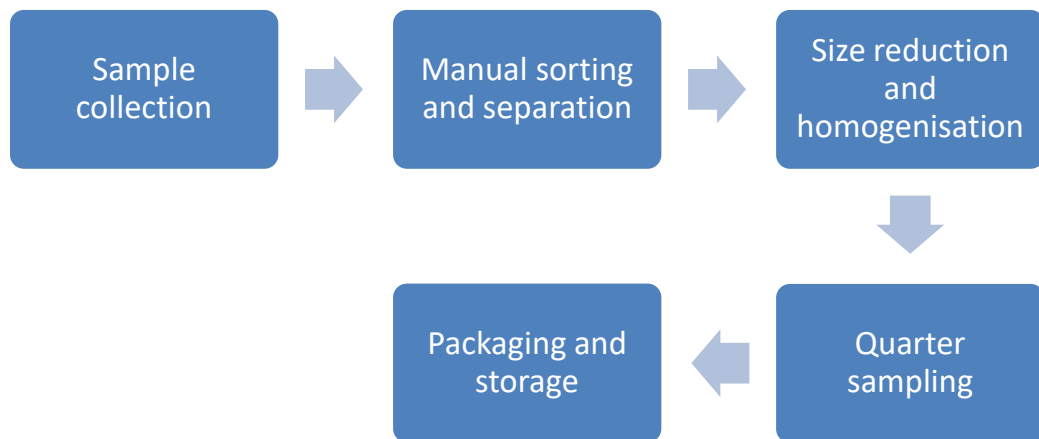 Sample
collection
Manual sorting
and separation
Size reduction
and
homogenisation
Quarter
sampling
Packaging and
storage